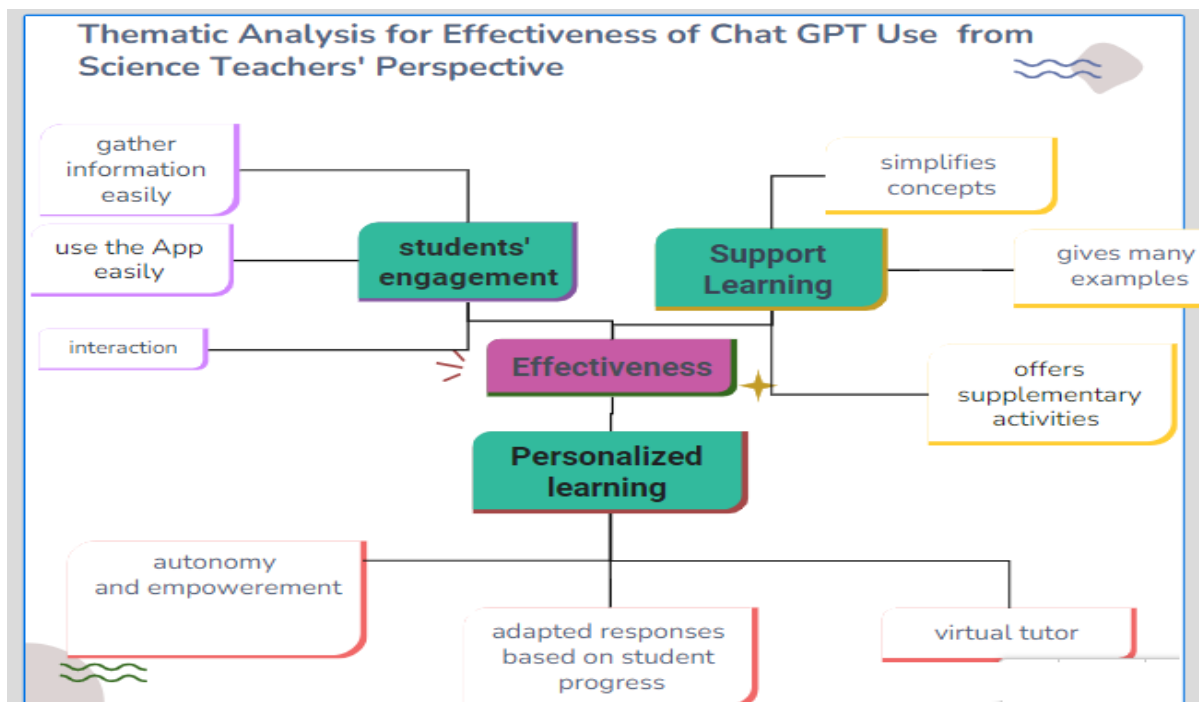 Thematic Analysis for Effectiveness of Chat GPT Use from
Science Teachers' Perspective
gather
information
easily
use the App
easily
interaction
students'
engagement
Support
Learning
simplifies
concepts
gives many
examples
offers
supplementary
activities
Effectiveness
Personalized
learning
autonomy
and empowerement
adapted responses
based on student
progress
virtual tutor